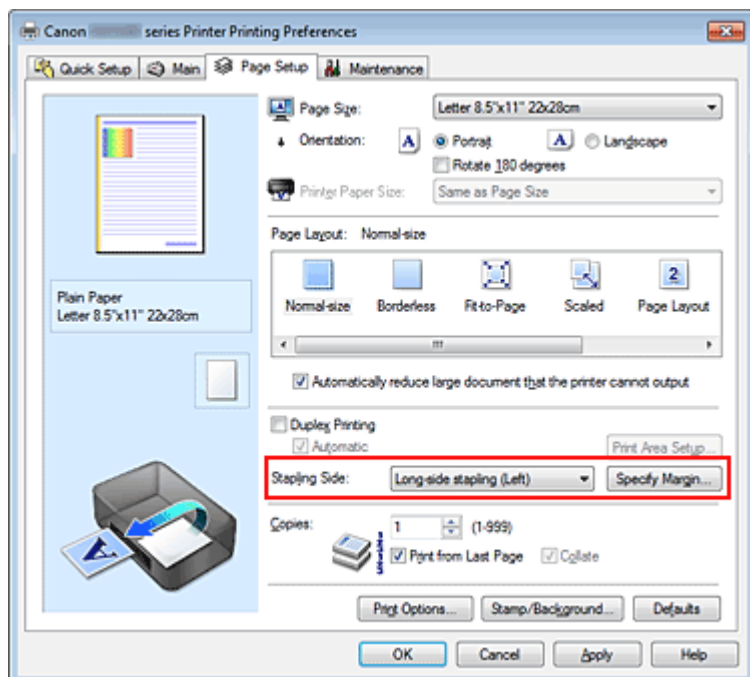 Canon series Printer Printing Preferences
Quick Setup Main Page Setup Maintenance
Page Size: Letter 8.5"x11" 22x28cm
Orientation: A Portrait A Landscape
Rotate 180 degrees
Printer Paper Size: Same as Page Size
Page Layout: Normal-size
2
Normal-size Borderless Fit-to-Page Scaled Page Layout
Plain Paper
Letter 8.5"x11" 22x28cm
Automatically reduce large document that the printer cannot output
Duplex Printing
Automatic Print Area Setup...
Stapling Side: Long-side stapling (Left) Specify Margin...
Copies: 1 (1-999)
Print from Last Page Collate
A
Print Options... Stamp/Background... Defaults
OK Cancel Apply Help